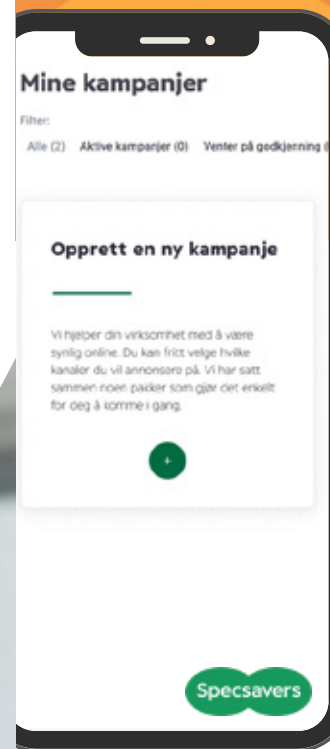 Mine kampanjer
Filter:
Alle (2) Aktive kampanjer (0) Venter på godkjenning
Opprett en ny kampanje
Vi hjelper din virksomhet med å være
synlig online. Du kan fritt velge hvilke
kanaler du vil annonsere på. Vi har satt
sammen noen pakker som gjør det enkelt
for deg å komme i gang.
+
Specsavers